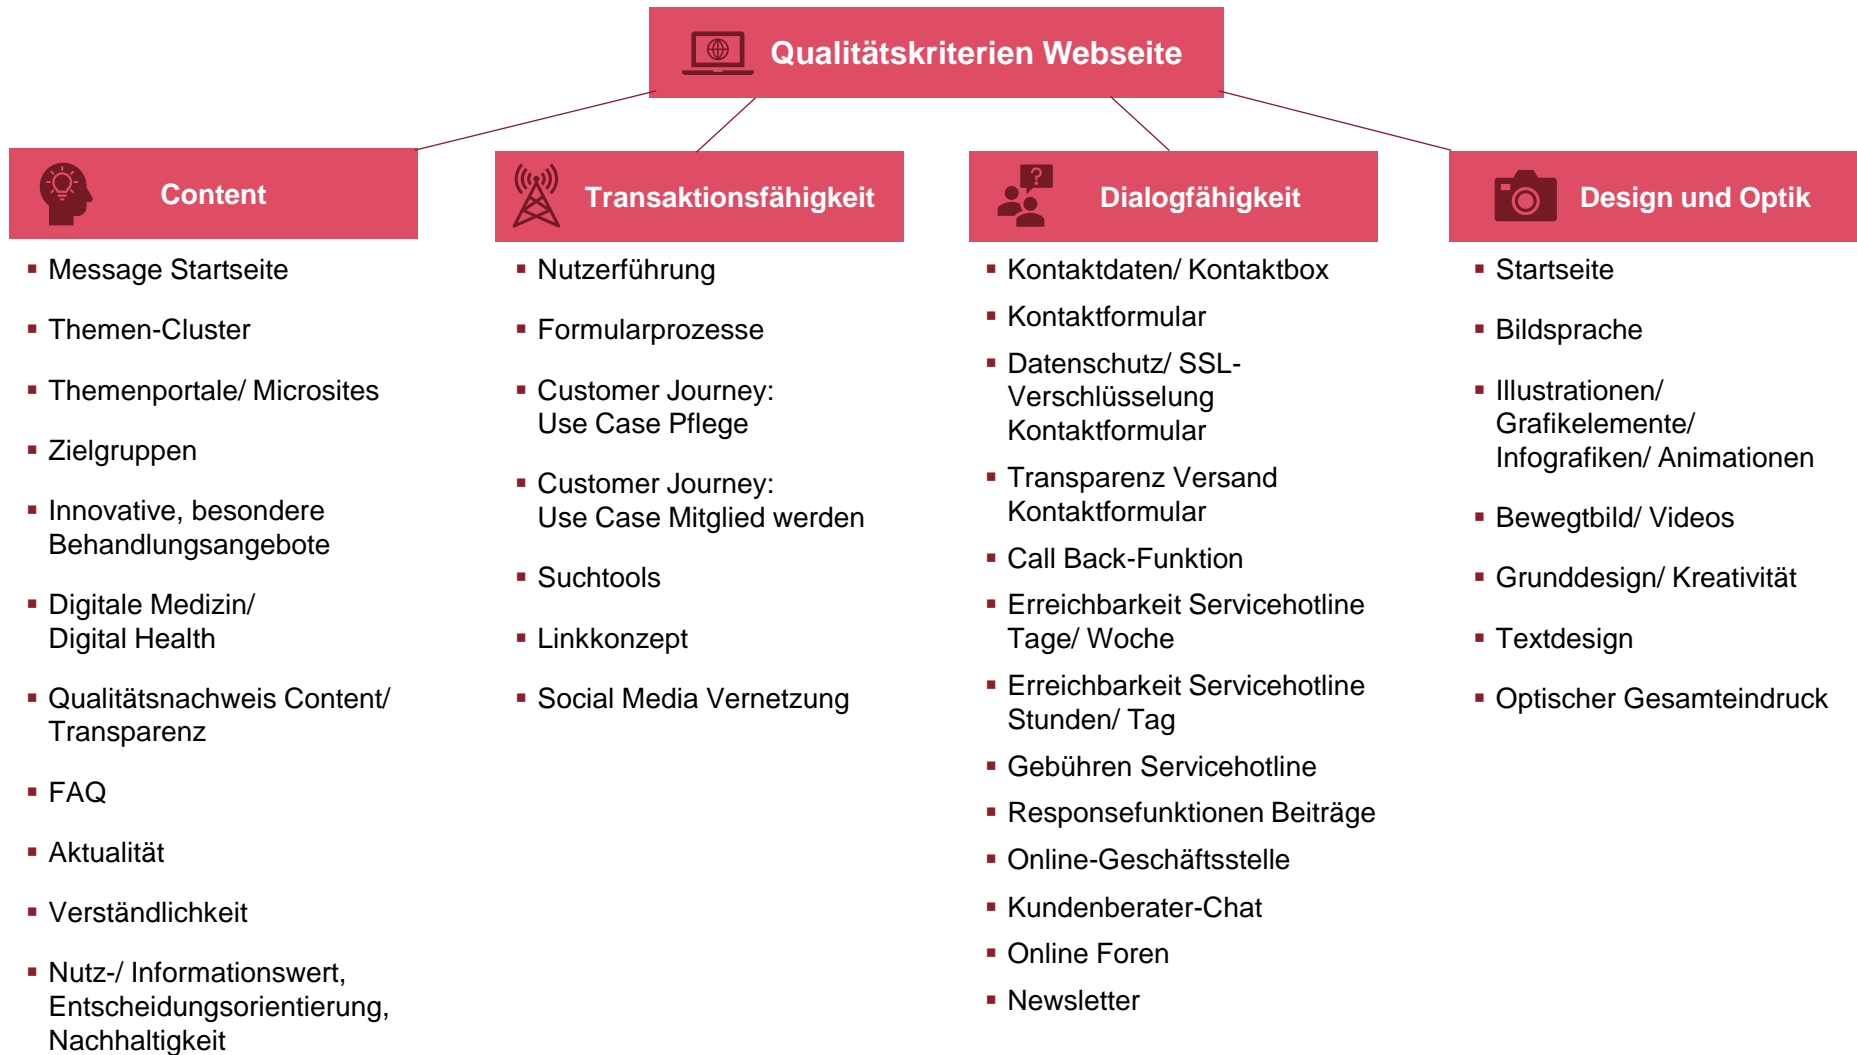 Qualitätskriterien Webseite
Content
Message Startseite
Themen-Cluster
Themenportale/ Microsites
Zielgruppen
Innovative, besondere
Behandlungsangebote
Digitale Medizin/
Digital Health
Qualitätsnachweis Content/
Transparenz
FAQ
Aktualität
Verständlichkeit
Nutz-/ Informationswert,
Entscheidungsorientierung,
Nachhaltigkeit
Transaktionsfähigkeit
Nutzerführung
Formularprozesse
Customer Journey:
Use Case Pflege
Customer Journey:
Use Case Mitglied werden
Suchtools
Linkkonzept
Social Media Vernetzung
?
Dialogfähigkeit
Kontaktdaten/ Kontaktbox
Kontaktformular
Datenschutz/ SSL-
Verschlüsselung
Kontaktformular
Transparenz Versand
Kontaktformular
Call Back-Funktion
Erreichbarkeit Servicehotline
Tage/ Woche
Erreichbarkeit Servicehotline
Stunden/ Tag
Gebühren Servicehotline
Responsefunktionen Beiträge
Online-Geschäftsstelle
Kundenberater-Chat
Online Foren
Newsletter
Design und Optik
Startseite
Bildsprache
Illustrationen/
Grafikelemente/
Infografiken/ Animationen
Bewegtbild/ Videos
Grunddesign/ Kreativität
Textdesign
Optischer Gesamteindruck